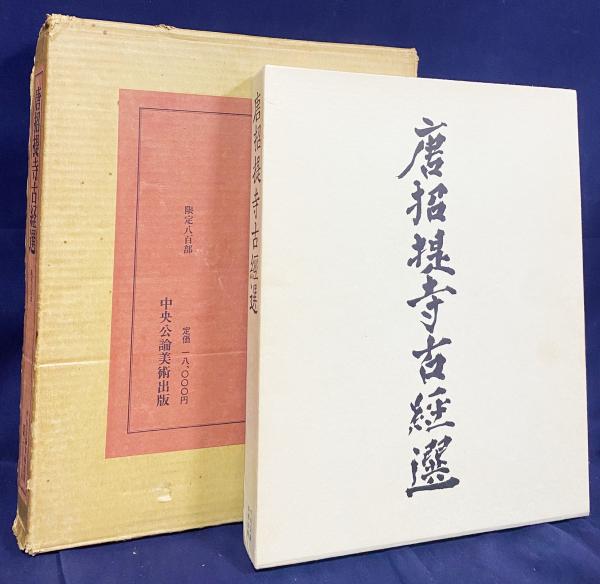 唐招提寺古経選
限定八百部
定価 一八、〇〇〇円
中央公論美術出版
唐招提寺古經選
唐招提寺古経選